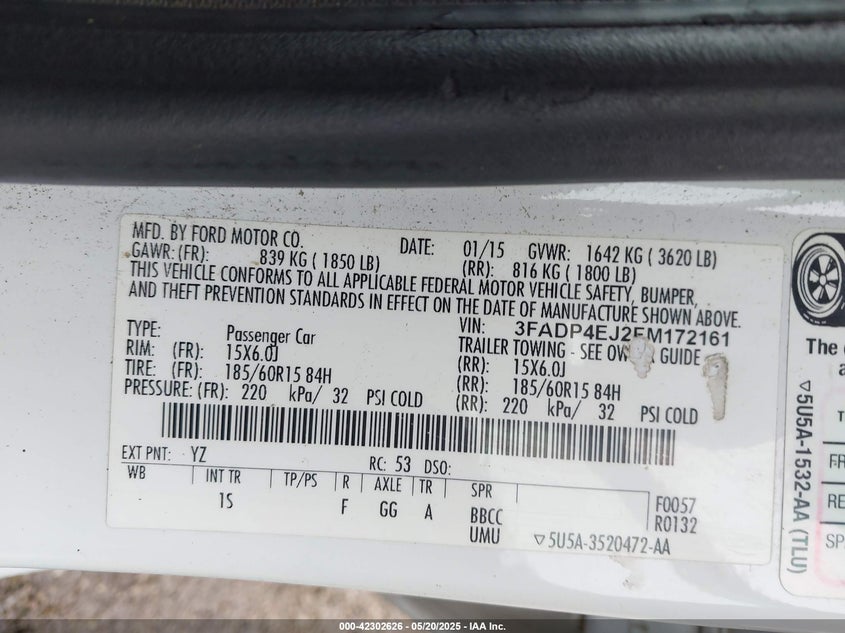 MFD. BY FORD MOTOR CO. DATE: 01/15 GVWR: 1642 KG ( 3620 LB)
GAWR: (FR): 839 KG ( 1850 LB) (RR): 816 KG ( 1800 LB)
THIS VEHICLE CONFORMS TO ALL APPLICABLE FEDERAL MOTOR VEHICLE SAFETY, BUMPER,
AND THEFT PREVENTION STANDARDS IN EFFECT ON THE DATE OF MANUFACTURE SHOWN ABOVE.
VIN: 3FADP4EJ2FM172161
TYPE: Passenger Car TRAILER TOWING - SEE GUIDE
RIM: (FR): 15X6.0J (RR): 15X6.0J
TIRE: (FR): 185/60R15 84H (RR): 185/60R15 84H
PRESSURE: (FR): 220 kPa/ 32 PSI COLD (RR): 220 kPa/ 32 PSI COLD
EXT PNT: YZ RC: 53 DSO:
WB INT TR TP/PS R AXLE TR SPR
1S F GG A BBCC F0057
UMU R0132
▽5U5A-3520472-AA
▽5U5A-1532-AA (TLU)
The
000-42302626 - 05/20/2025 - IAA Inc.